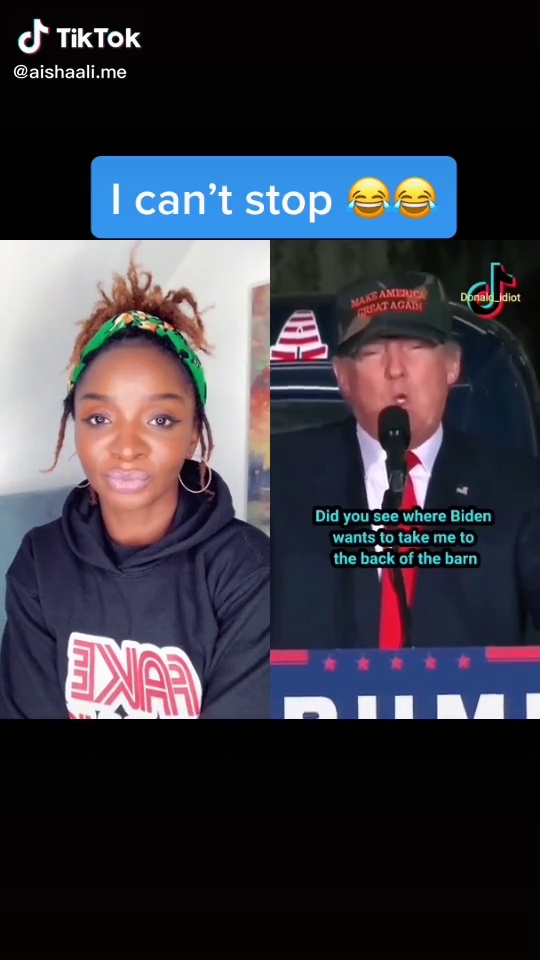 TikTok
@aishaali.me
I can't stop 😂😂
Donald_idiot
MAKE AMERICA
GREAT AGAIN
Did you see where Biden
wants to take me to
the back of the barn
FAKE